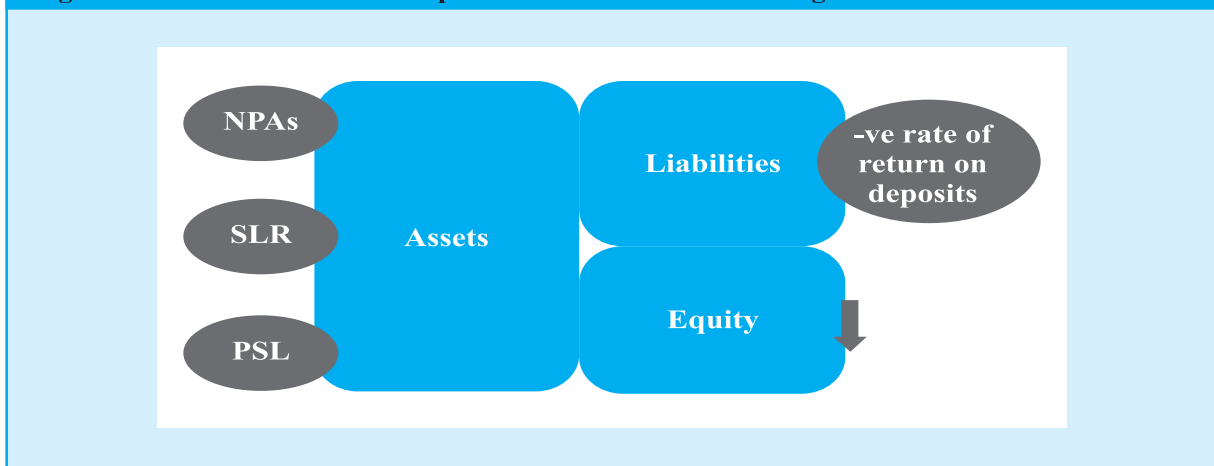 NPAs
SLR
PSL
Assets
Liabilities
Equity
-ve rate of
return on
deposits